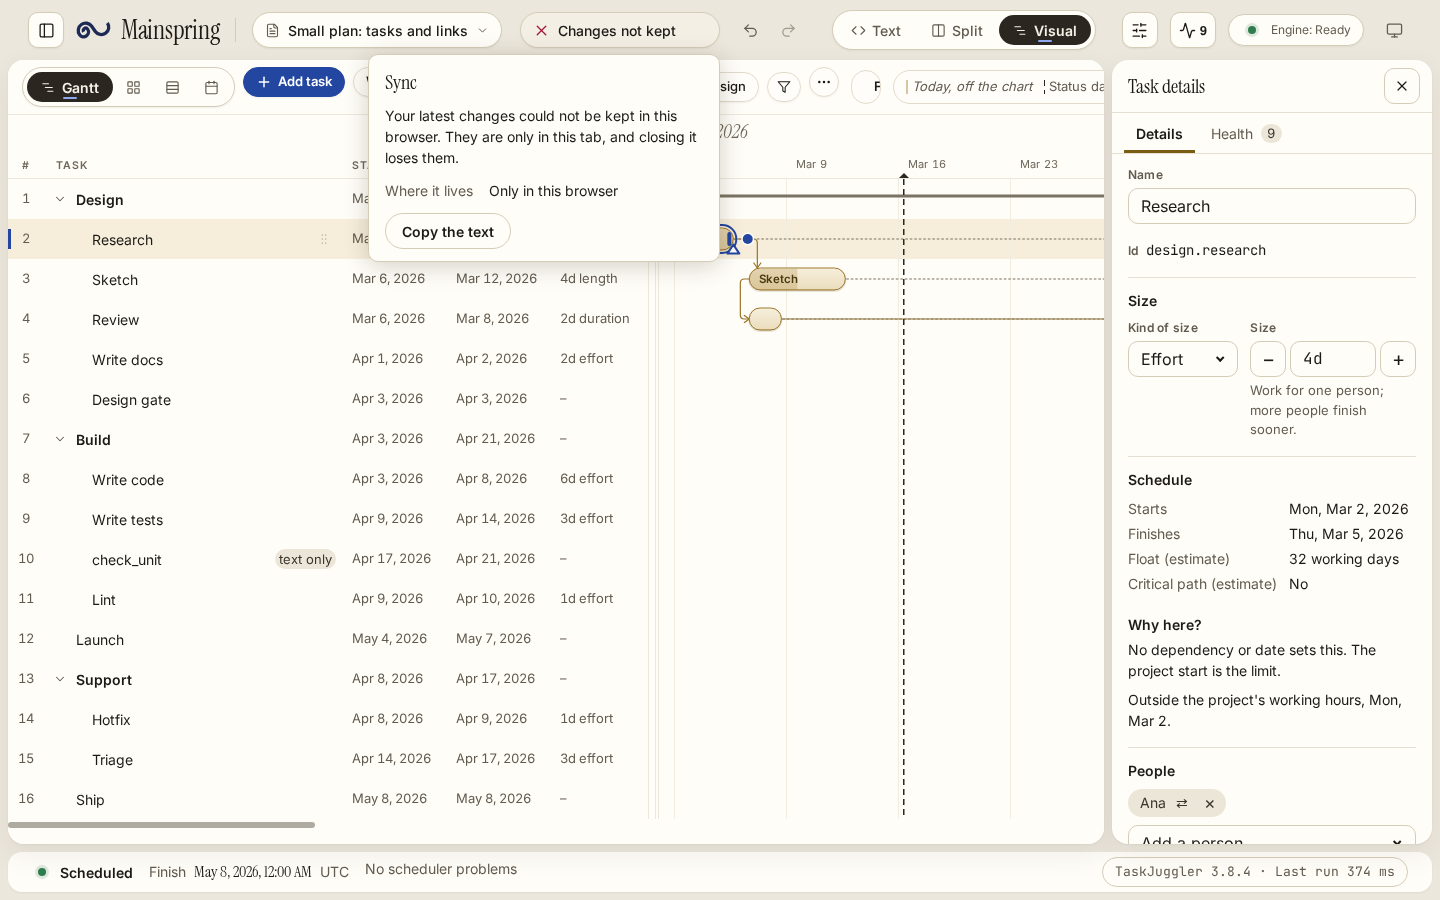 Mainspring
Small plan: tasks and links
Changes not kept
Text
Split
Visual
9
Engine: Ready
Gantt
Add task
sign
Today, off the chart
Status da
Sync
Your latest changes could not be kept in this
browser. They are only in this tab, and closing it
loses them.
Where it lives Only in this browser
Copy the text
2026
# TASK
Mar 9 Mar 16 Mar 23
1 Design
2 Research
3 Sketch Mar 6, 2026 Mar 12, 2026 4d length
Sketch
4 Review Mar 6, 2026 Mar 8, 2026 2d duration
5 Write docs Apr 1, 2026 Apr 2, 2026 2d effort
6 Design gate Apr 3, 2026 Apr 3, 2026 –
7 Build Apr 3, 2026 Apr 21, 2026 –
8 Write code Apr 3, 2026 Apr 8, 2026 6d effort
9 Write tests Apr 9, 2026 Apr 14, 2026 3d effort
10 check_unit text only Apr 17, 2026 Apr 21, 2026 –
11 Lint Apr 9, 2026 Apr 10, 2026 1d effort
12 Launch May 4, 2026 May 7, 2026 –
13 Support Apr 8, 2026 Apr 17, 2026 –
14 Hotfix Apr 8, 2026 Apr 9, 2026 1d effort
15 Triage Apr 14, 2026 Apr 17, 2026 3d effort
16 Ship May 8, 2026 May 8, 2026 –
Task details
Details
Health 9
Name
Research
Id design.research
Size
Kind of size Size
Effort − 4d +
Work for one person;
more people finish
sooner.
Schedule
Starts Mon, Mar 2, 2026
Finishes Thu, Mar 5, 2026
Float (estimate) 32 working days
Critical path (estimate) No
Why here?
No dependency or date sets this. The
project start is the limit.
Outside the project's working hours, Mon,
Mar 2.
People
Ana
Add a person
Scheduled Finish May 8, 2026, 12:00 AM UTC No scheduler problems
TaskJuggler 3.8.4 · Last run 374 ms